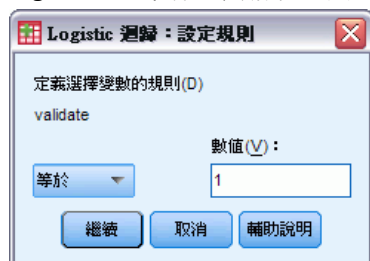 Logistic 迴歸：設定規則
定義選擇變數的規則(D)
validate
數值(V)：
等於
1
繼續 取消 輔助說明